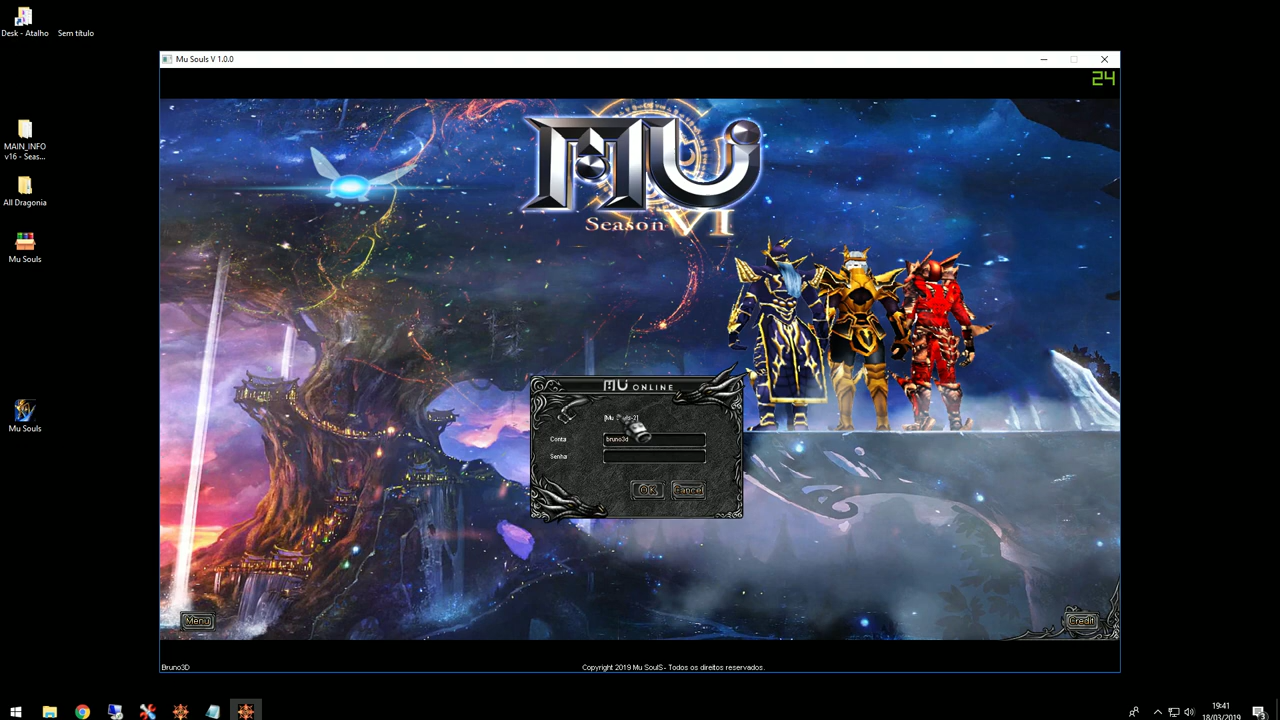 Desk - Atalho
Sem título
MAIN_INFO
v16 - Seas...
All Dragonia
Mu Souls
Mu Souls
Mu Souls V 1.0.0
24
MU
Season VI
MU ONLINE
[Mu
-2]
Conta
bruno3d
Senha
OK
Cancel
Menu
Credit
Bruno3D
Copyright 2019 Mu SoulS - Todos os direitos reservados.
19:41
18/03/2019